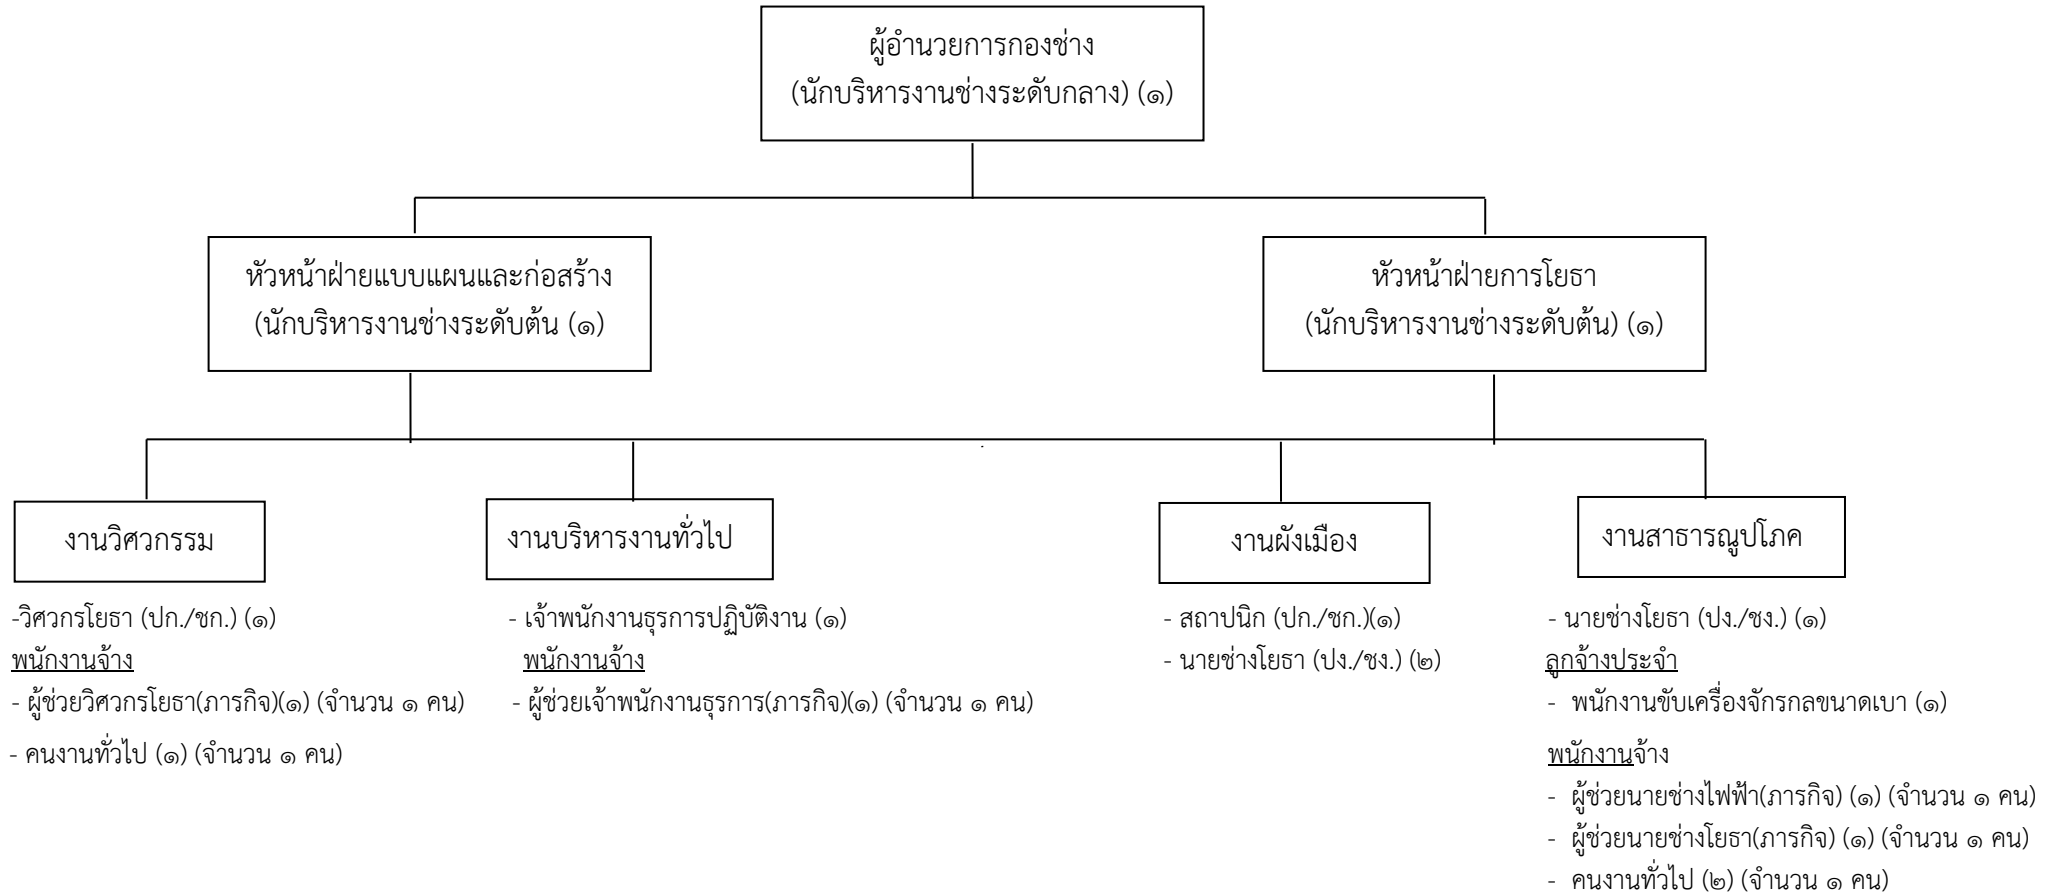 ผู้อำนวยการกองช่าง
(นักบริหารงานช่างระดับกลาง) (๑)
หัวหน้าฝ่ายแบบแผนและก่อสร้าง
(นักบริหารงานช่างระดับต้น (๑)
หัวหน้าฝ่ายการโยธา
(นักบริหารงานช่างระดับต้น) (๑)
งานวิศวกรรม
-วิศวกรโยธา (ปก./ชก.) (๑)
พนักงานจ้าง
- ผู้ช่วยวิศวกรโยธา(ภารกิจ)(๑) (จำนวน ๑ คน)
- คนงานทั่วไป (๑) (จำนวน ๑ คน)
งานบริหารงานทั่วไป
- เจ้าพนักงานธุรการปฏิบัติงาน (๑)
พนักงานจ้าง
- ผู้ช่วยเจ้าพนักงานธุรการ(ภารกิจ)(๑) (จำนวน ๑ คน)
งานผังเมือง
- สถาปนิก (ปก./ชก.)(๑)
- นายช่างโยธา (ปง./ชง.) (๒)
งานสาธารณูปโภค
- นายช่างโยธา (ปง./ชง.) (๑)
ลูกจ้างประจำ
- พนักงานขับเครื่องจักรกลขนาดเบา (๑)
พนักงานจ้าง
- ผู้ช่วยนายช่างไฟฟ้า(ภารกิจ) (๑) (จำนวน ๑ คน)
- ผู้ช่วยนายช่างโยธา(ภารกิจ) (๑) (จำนวน ๑ คน)
- คนงานทั่วไป (๒) (จำนวน ๑ คน)